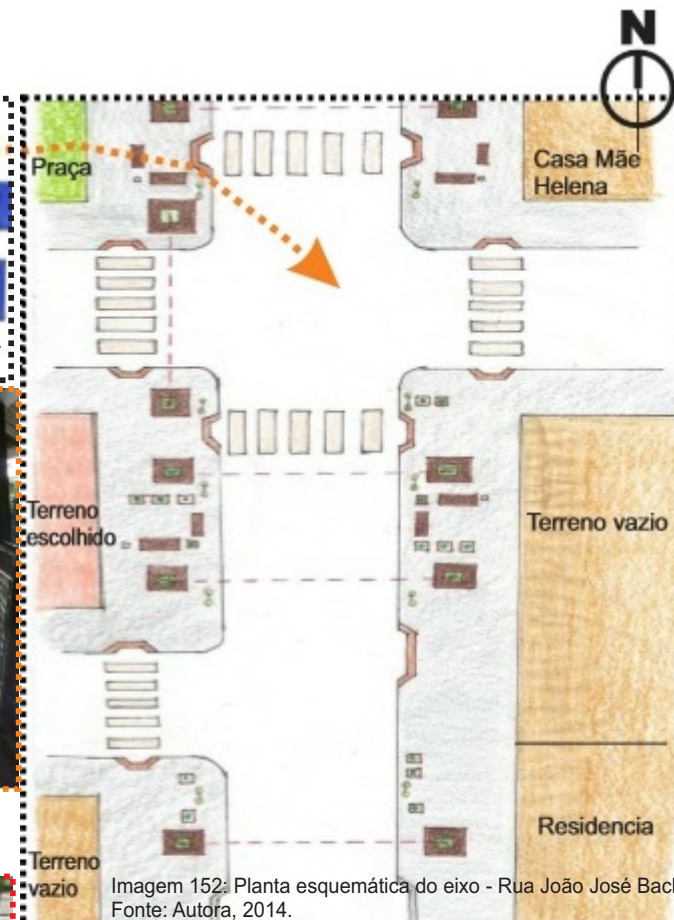 N
Praça
Casa Mãe
Helena
Terreno
escolhido
Terreno vazio
Residencia
Terreno
vazio
Imagem 152: Planta esquemática do eixo - Rua João José
Fonte: Autora, 2014.